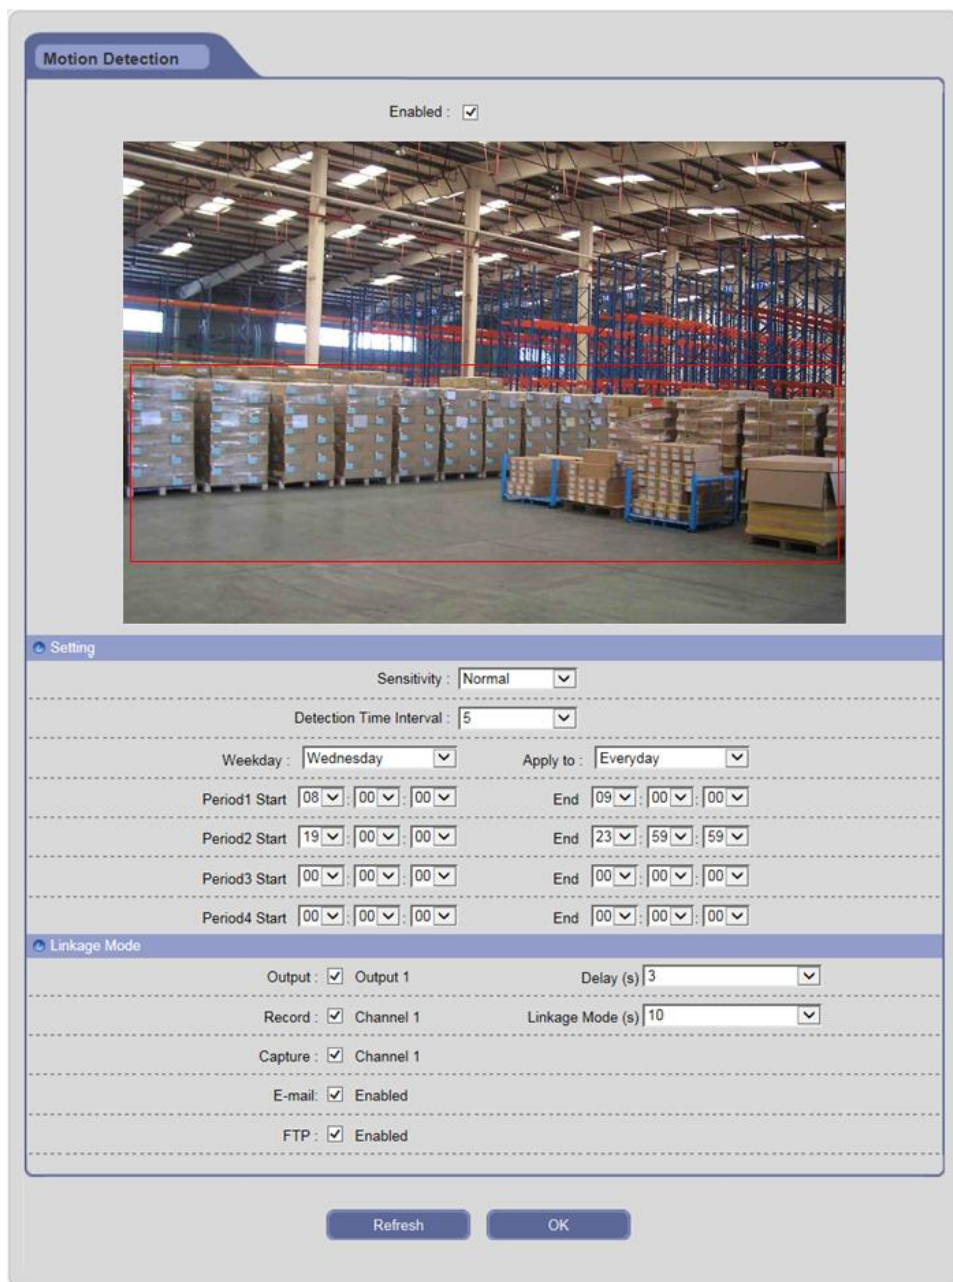 Motion Detection
Enabled :
Setting
Sensitivity : Normal
Detection Time Interval : 5
Weekday : Wednesday Apply to : Everyday
Period1 Start 08 : 00 : 00 End 09 : 00 : 00
Period2 Start 19 : 00 : 00 End 23 : 59 : 59
Period3 Start 00 : 00 : 00 End 00 : 00 : 00
Period4 Start 00 : 00 : 00 End 00 : 00 : 00
Linkage Mode
Output : Output 1 Delay (s) 3
Record : Channel 1 Linkage Mode (s) 10
Capture : Channel 1
E-mail: Enabled
FTP : Enabled
Refresh OK